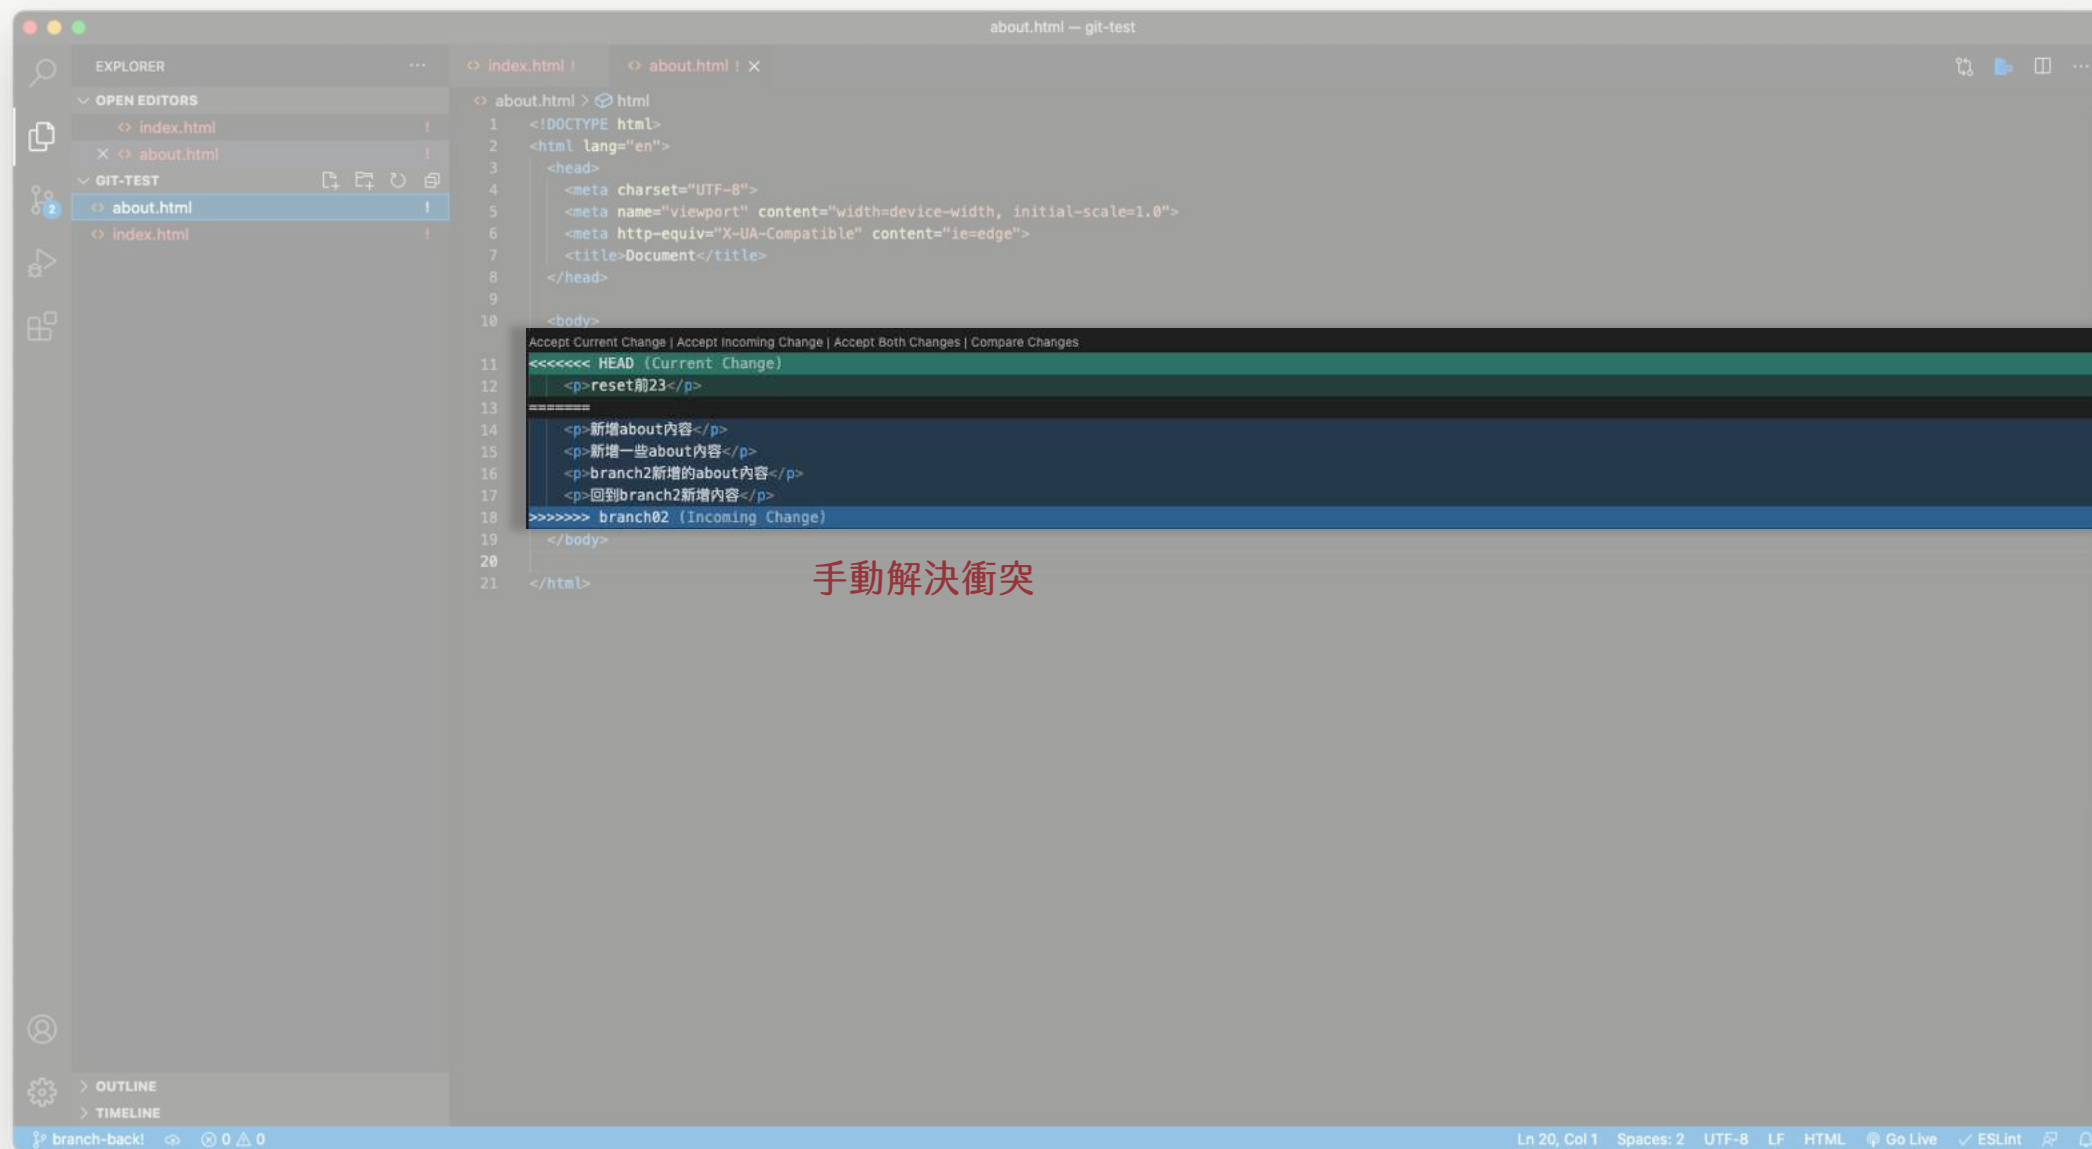 about.html — git-test
EXPLORER
OPEN EDITORS
index.html !
about.html !
GIT-TEST
about.html !
index.html !
OUTLINE
TIMELINE
index.html !
about.html !
about.html > html
1 <!DOCTYPE html>
2 <html lang="en">
3 <head>
4 <meta charset="UTF-8">
5 <meta name="viewport" content="width=device-width, initial-scale=1.0">
6 <meta http-equiv="X-UA-Compatible" content="ie=edge">
7 <title>Document</title>
8 </head>
9
10 <body>
Accept Current Change | Accept Incoming Change | Accept Both Changes | Compare Changes
11 <<<<<<< HEAD (Current Change)
12 <p>reset前23</p>
13 =======
14 <p>新增about內容</p>
15 <p>新增一些about內容</p>
16 <p>branch2新增的about內容</p>
17 <p>回到branch2新增內容</p>
18 >>>>>>> branch02 (Incoming Change)
19 </body>
20
21 </html>
手動解決衝突
2
branch-back! 0 0 Ln 20, Col 1 Spaces: 2 UTF-8 LF HTML Go Live ESLint